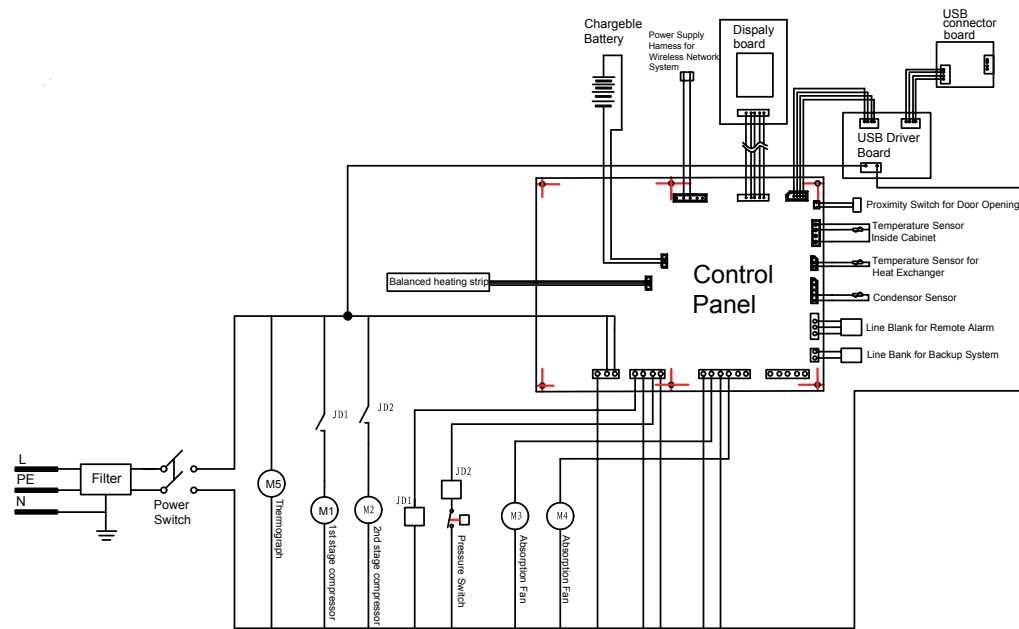 Chargeble
Battery
Power Supply
Harness for
Wireless Network
System
Dispaly
board
USB
connector
board
USB Driver
Board
Proximity Switch for Door Opening
Temperature Sensor
Inside Cabinet
Temperature Sensor for
Heat Exchanger
Condensor Sensor
Line Blank for Remote Alarm
Line Bank for Backup System
Control
Panel
Balanced heating strip
JD1
JD2
L
PE
N
Filter
Power
Switch
M5
Thermograph
M1
1st stage compressor
M2
2nd stage compressor
JD1
JD2
Pressure Switch
M3
Absorption Fan
M4
Absorption Fan